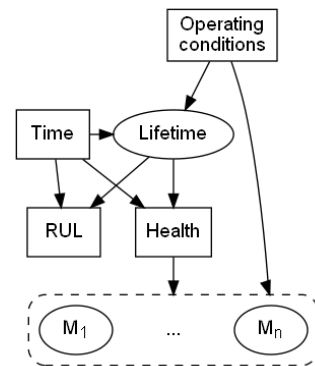 Operating
conditions
Time
Lifetime
RUL
Health
M₁
...
Mₙ